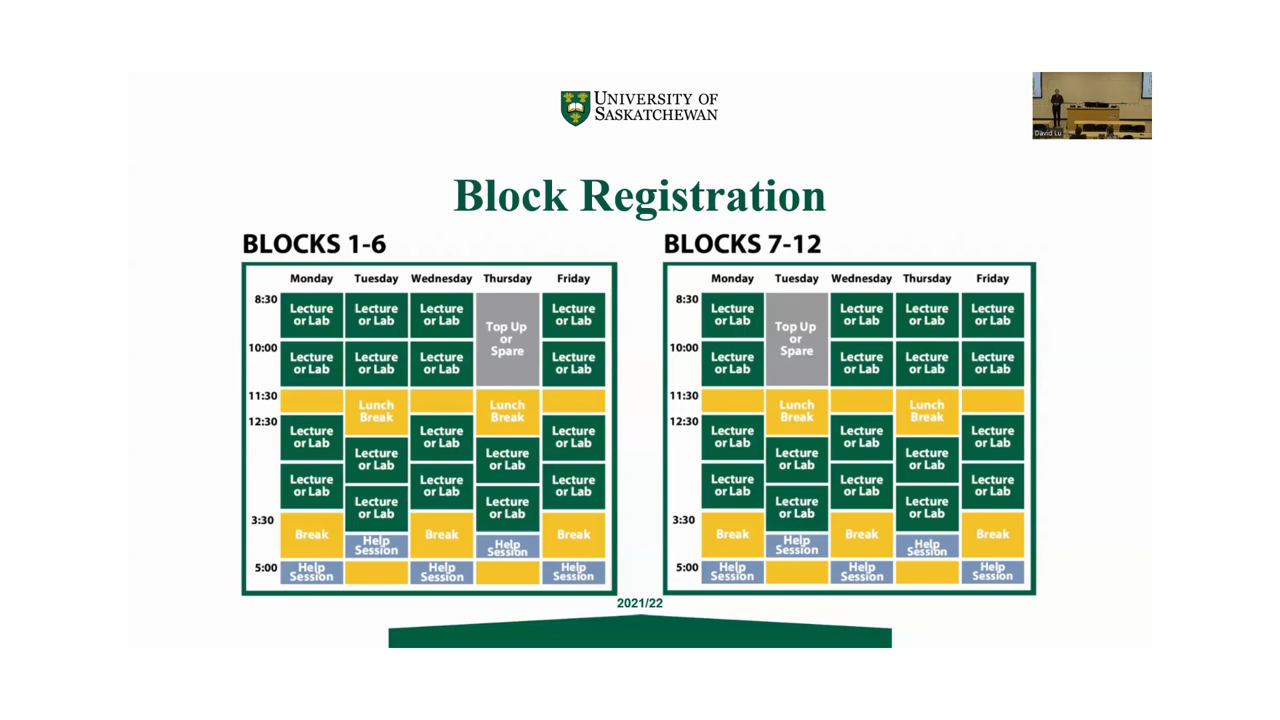 UNIVERSITY OF
SASKATCHEWAN
David Lu
Block Registration
BLOCKS 1-6
Monday Tuesday Wednesday Thursday Friday
8:30
Lecture or Lab
Lecture or Lab
Lecture or Lab
Top Up or Spare
Lecture or Lab
10:00
Lecture or Lab
Lecture or Lab
Lecture or Lab
Lecture or Lab
11:30
Lunch Break
Lunch Break
12:30
Lecture or Lab
Lecture or Lab
Lecture or Lab
Lecture or Lab
Lecture or Lab
Lecture or Lab
Lecture or Lab
Lecture or Lab
Lecture or Lab
Lecture or Lab
3:30
Break
Help Session
Break
Help Session
Break
5:00
Help Session
Help Session
Help Session
BLOCKS 7-12
Monday Tuesday Wednesday Thursday Friday
8:30
Lecture or Lab
Top Up or Spare
Lecture or Lab
Lecture or Lab
Lecture or Lab
10:00
Lecture or Lab
Lecture or Lab
Lecture or Lab
Lecture or Lab
11:30
Lunch Break
Lunch Break
12:30
Lecture or Lab
Lecture or Lab
Lecture or Lab
Lecture or Lab
Lecture or Lab
Lecture or Lab
Lecture or Lab
Lecture or Lab
Lecture or Lab
Lecture or Lab
3:30
Break
Help Session
Break
Help Session
Break
5:00
Help Session
Help Session
Help Session
2021/22